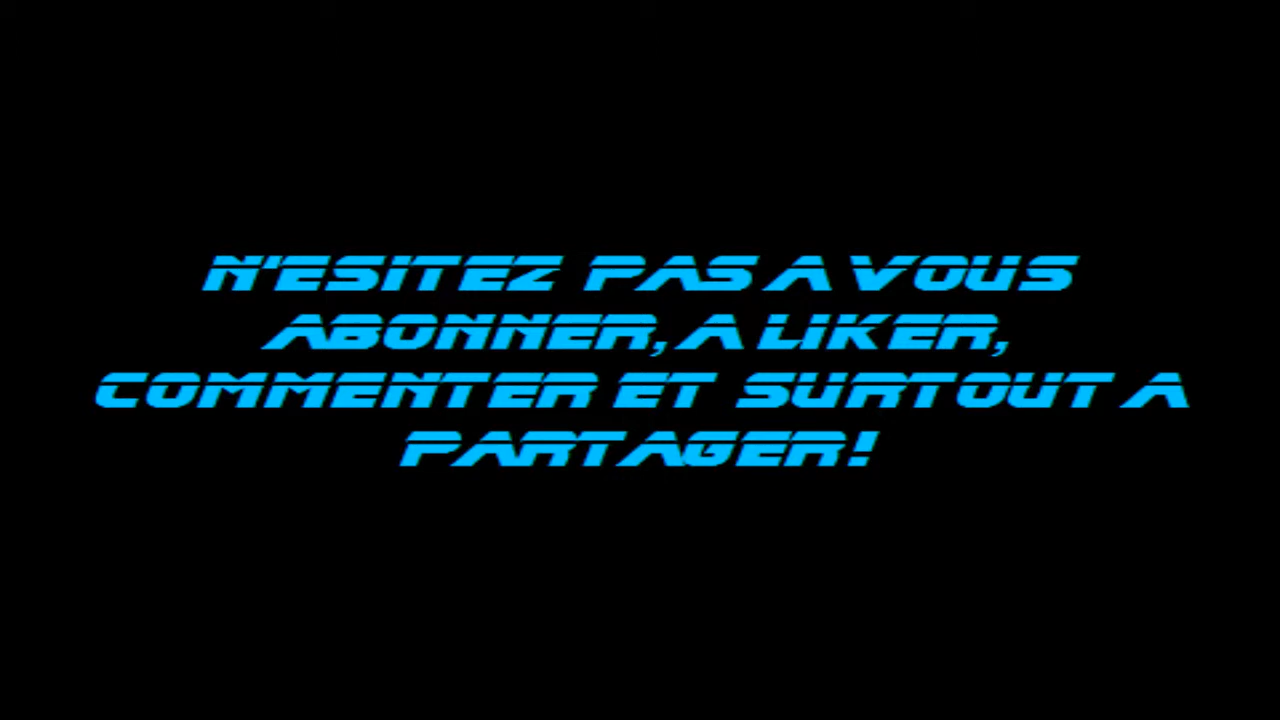 N'ESITEZ PAS A VOUS
ABONNER, A LIKER,
COMMENTER ET SURTOUT A
PARTAGER!